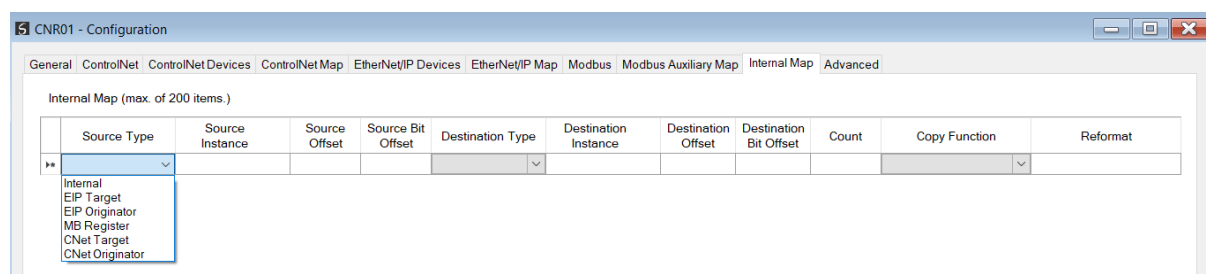 CNR01 - Configuration
General ControlNet ControlNet Devices ControlNet Map EtherNet/IP Devices EtherNet/IP Map Modbus Modbus Auxiliary Map Internal Map Advanced
Internal Map (max. of 200 items.)
Source Type Source Instance Source Offset Source Bit Offset Destination Type Destination Instance Destination Offset Destination Bit Offset Count Copy Function Reformat
Internal
EIP Target
EIP Originator
MB Register
CNet Target
CNet Originator